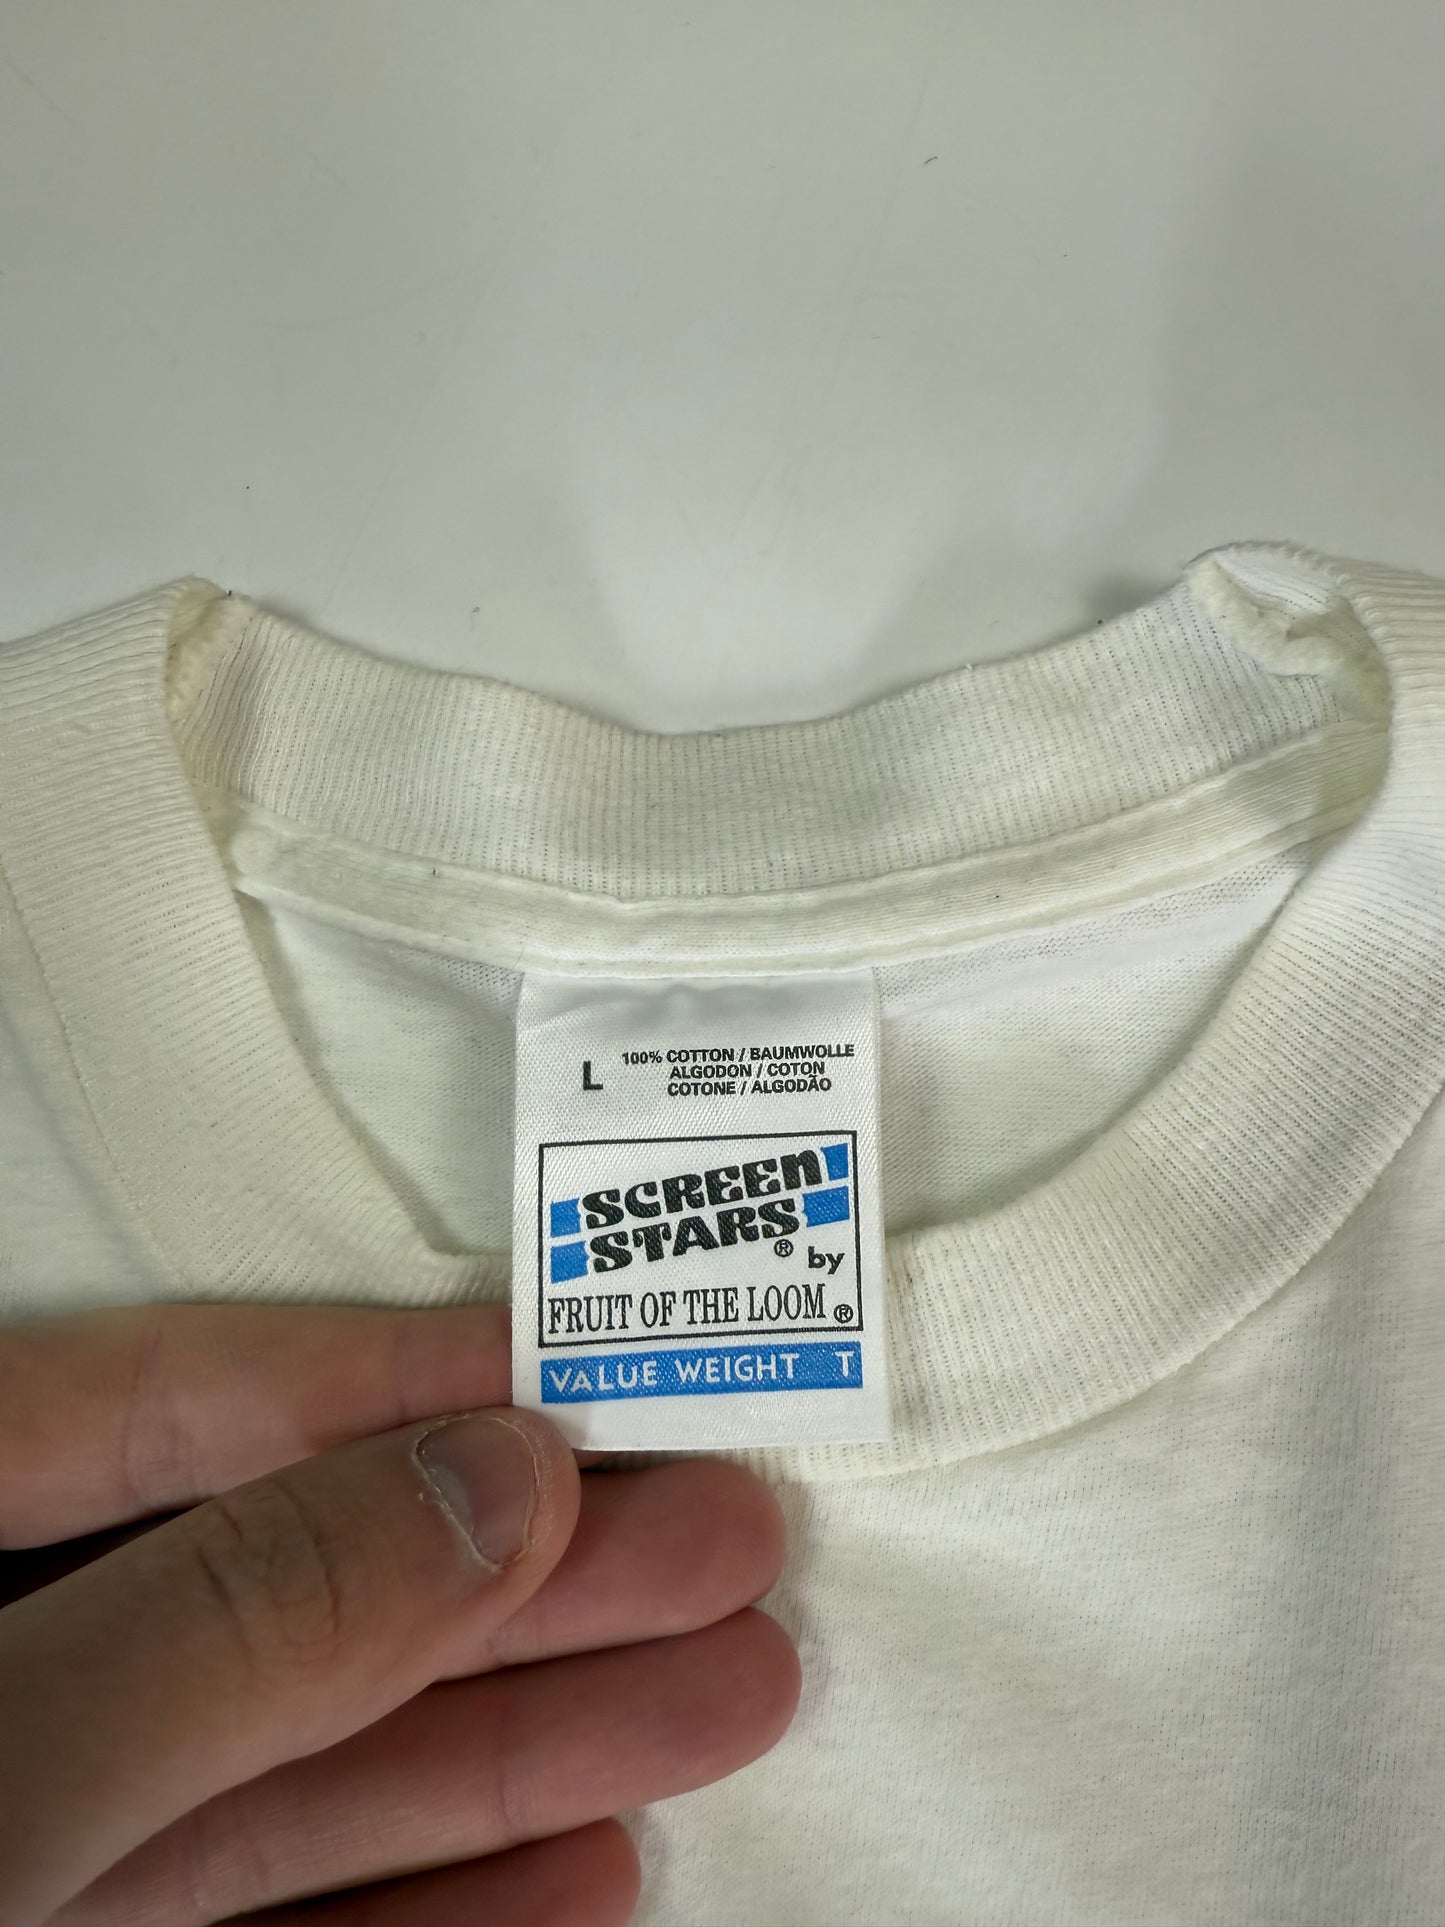 L
100% COTTON / BAUMWOLLE
ALGODON / COTON
COTONE / ALGODÃO
SCREEN
STARS® by
FRUIT OF THE LOOM®
VALUE WEIGHT T